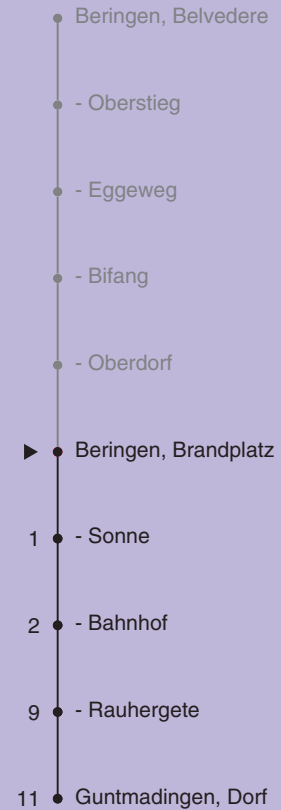 Beringen, Belvedere
- Oberstieg
- Eggeweg
- Bifang
- Oberdorf
Beringen, Brandplatz
1 - Sonne
2 - Bahnhof
9 - Rauhergete
11 Guntmadingen, Dorf